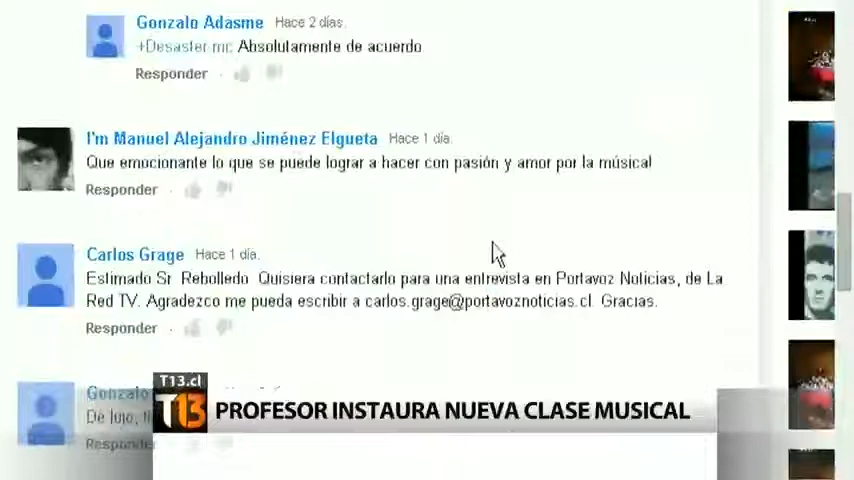 Gonzalo Adasme Hace 2 días.
+Desaster mc Absolutamente de acuerdo
Responder
I'm Manuel Alejandro Jiménez Elgueta Hace 1 día.
Que emocionante lo que se puede lograr a hacer con pasión y amor por la música!
Responder
Carlos Grage Hace 1 día.
Estimado Sr. Rebolledo. Quisiera contactarlo para una entrevista en Portavoz Noticias, de La
Red TV. Agradezco me pueda escribir a carlos.grage@portavoznoticias.cl. Gracias.
Responder
Gonzalo
De lujo,
Responder
T13.cl
T13 PROFESOR INSTAURA NUEVA CLASE MUSICAL